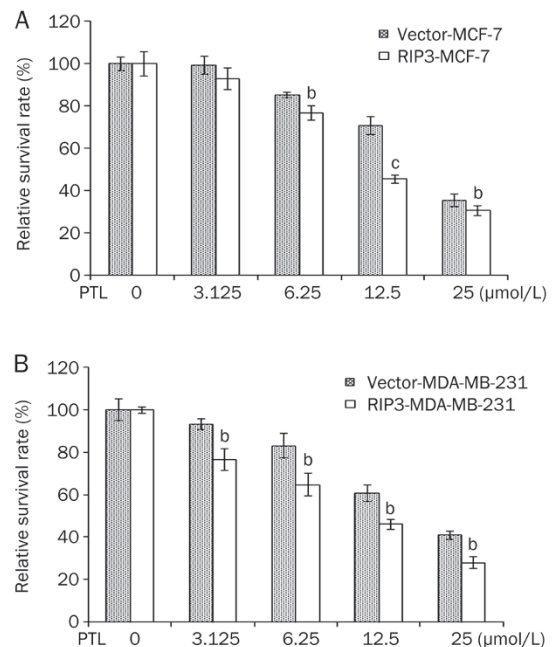 A
Relative survival rate (%)
120
100
80
60
40
20
0
Vector-MCF-7
RIP3-MCF-7
b
c
b
PTL 0 3.125 6.25 12.5 25 (μmol/L)
B
Relative survival rate (%)
120
100
80
60
40
20
0
Vector-MDA-MB-231
RIP3-MDA-MB-231
b
b
b
b
PTL 0 3.125 6.25 12.5 25 (μmol/L)